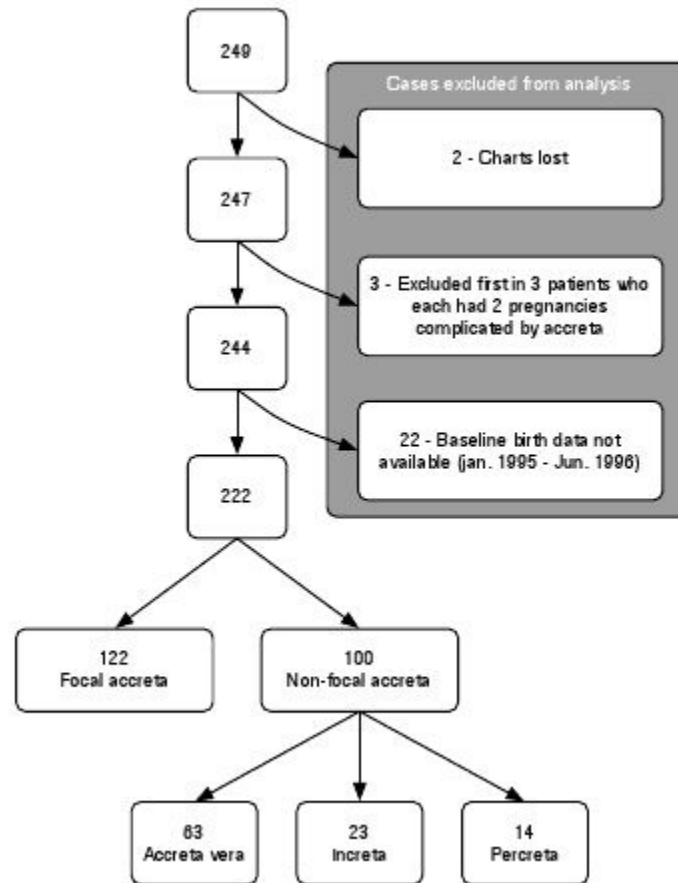 249
Cases excluded from analysis
2 - Charts lost
247
3 - Excluded first in 3 patients who
each had 2 pregnancies
complicated by accreta
244
22 - Baseline birth data not
available (jan. 1995 - Jun. 1996)
222
122
Focal accreta
100
Non-focal accreta
63
Accreta vera
23
Increta
14
Percreta